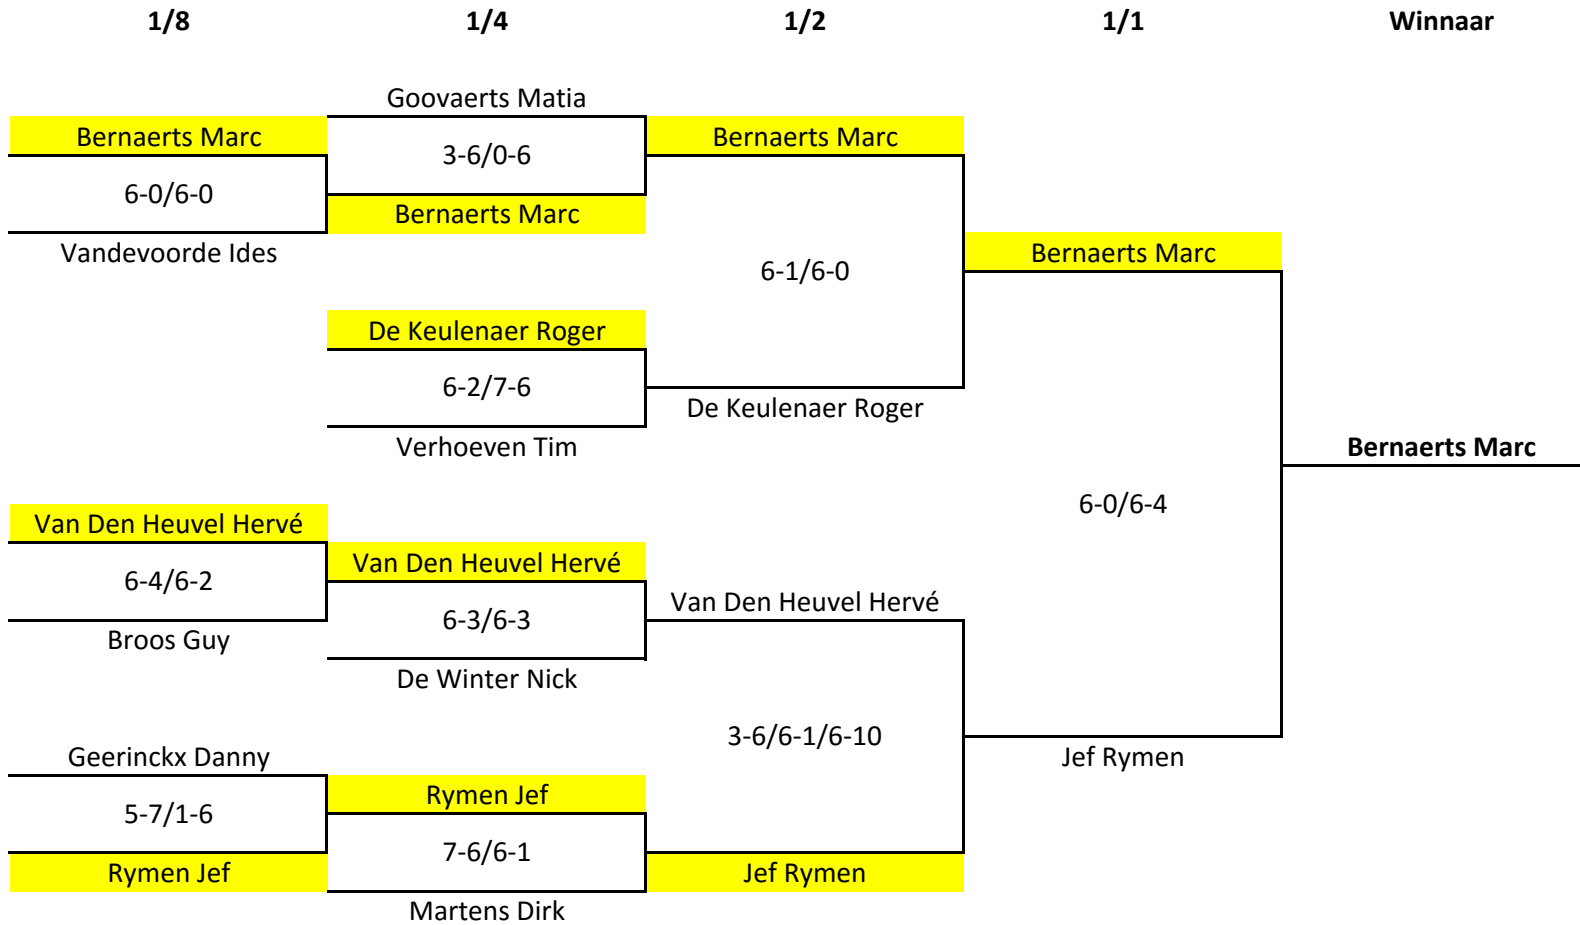 1/8 1/4 1/2 1/1 Winnaar
Goovaerts Matia
Bernaerts Marc 3-6/0-6 Bernaerts Marc
6-0/6-0 Bernaerts Marc
Vandevoorde Ides 6-1/6-0 Bernaerts Marc
De Keulenaer Roger
6-2/7-6 De Keulenaer Roger
Verhoeven Tim Bernaerts Marc
Van Den Heuvel Hervé 6-0/6-4
6-4/6-2 Van Den Heuvel Hervé
Broos Guy 6-3/6-3 Van Den Heuvel Hervé
De Winter Nick
Geerinckx Danny 3-6/6-1/6-10 Jef Rymen
5-7/1-6 Rymen Jef
Rymen Jef 7-6/6-1 Jef Rymen
Martens Dirk